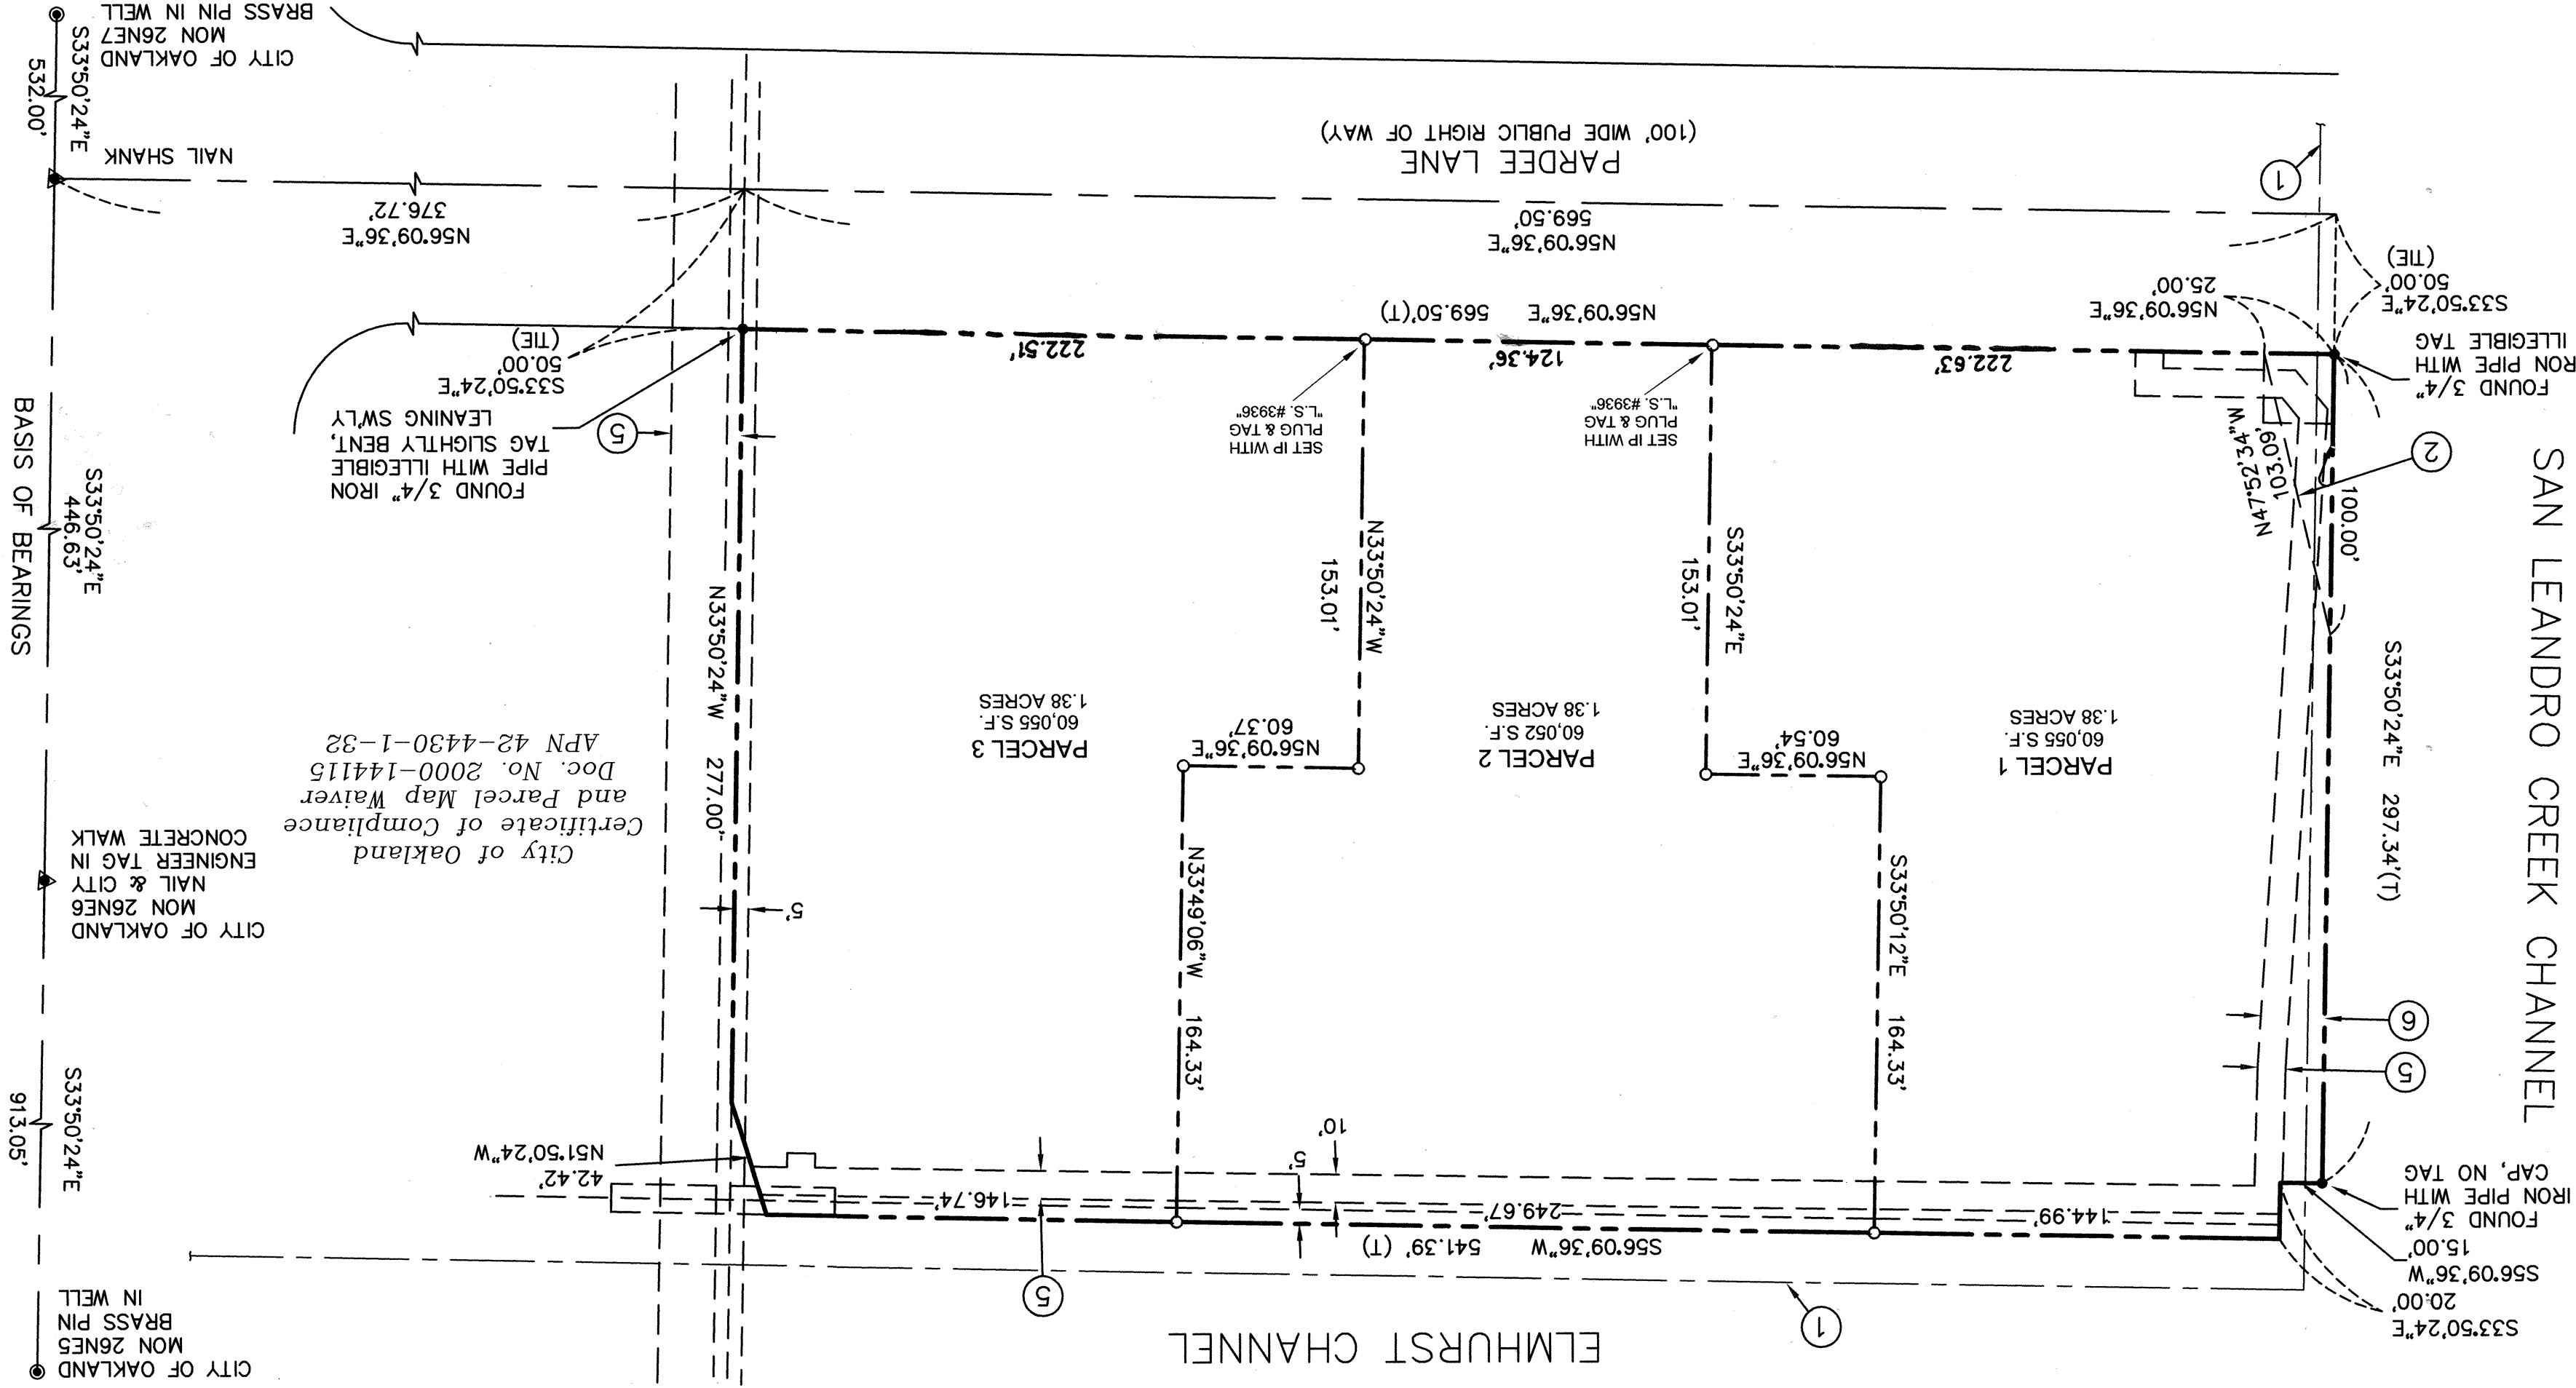 S33°50'24"E
20.00'
S56°09'36"W
15.00'
FOUND 3/4"
IRON PIPE WITH
CAP, NO TAG
ELMHURST CHANNEL
1
5
CITY OF OAKLAND
MON 26NE5
BRASS PIN
IN WELL
S56°09'36"W 541.39' (T)
144.99'
249.67'
146.74'
5'
10'
42.42'
N51°50'24"W
S33°50'24"E
913.05'
5
6
SAN LEANDRO CREEK CHANNEL
S33°50'24"E 297.34'(T)
S33°50'12"E 164.33'
N33°49'06"W 164.33'
5'
CITY OF OAKLAND
MON 26NE6
NAIL & CITY
ENGINEER TAG IN
CONCRETE WALK
City of Oakland
Certificate of Compliance
and Parcel Map Waiver
Doc. No. 2000-144115
APN 42-4430-1-32
N33°50'24"W 277.00'
PARCEL 1
60,055 S.F.
1.38 ACRES
N56°09'36"E
60.54'
PARCEL 2
60,052 S.F.
1.38 ACRES
N56°09'36"E
60.37'
PARCEL 3
60,055 S.F.
1.38 ACRES
S33°50'24"E
153.01'
N33°50'24"W
153.01'
BASIS OF BEARINGS
S33°50'24"E
446.63'
100.00'
2
N47°52'34"W
103.09'
FOUND 3/4" IRON
PIPE WITH ILLEGIBLE
TAG SLIGHTLY BENT,
LEANING SW'LY
5
SET IP WITH
PLUG & TAG
"L.S. #3936"
SET IP WITH
PLUG & TAG
"L.S. #3936"
FOUND 3/4"
IRON PIPE WITH
ILLEGIBLE TAG
222.63'
124.36'
222.51'
N56°09'36"E 569.50'(T)
S33°50'24"E
50.00'
(TIE)
S33°50'24"E
50.00'
(TIE)
N56°09'36"E
25.00'
N56°09'36"E
569.50'
N56°09'36"E
376.72'
PARDEE LANE
(100' WIDE PUBLIC RIGHT OF WAY)
1
NAIL SHANK
S33°50'24"E
532.00'
CITY OF OAKLAND
MON 26NE7
BRASS PIN IN WELL